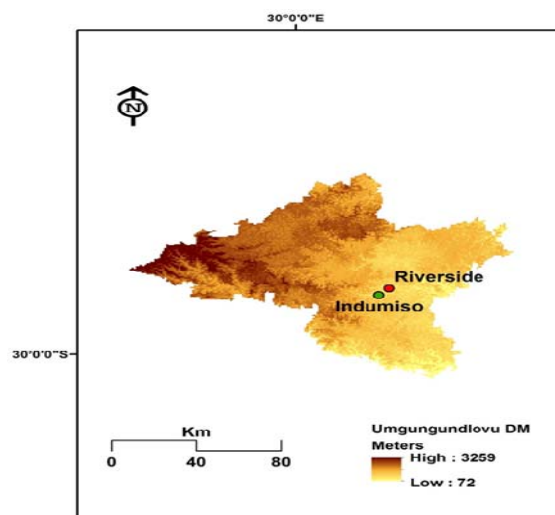 30°0'0"E
N
Riverside
Indumiso
30°0'0"S
Km
0 40 80
Umgungundlovu DM
Meters
High : 3259
Low : 72